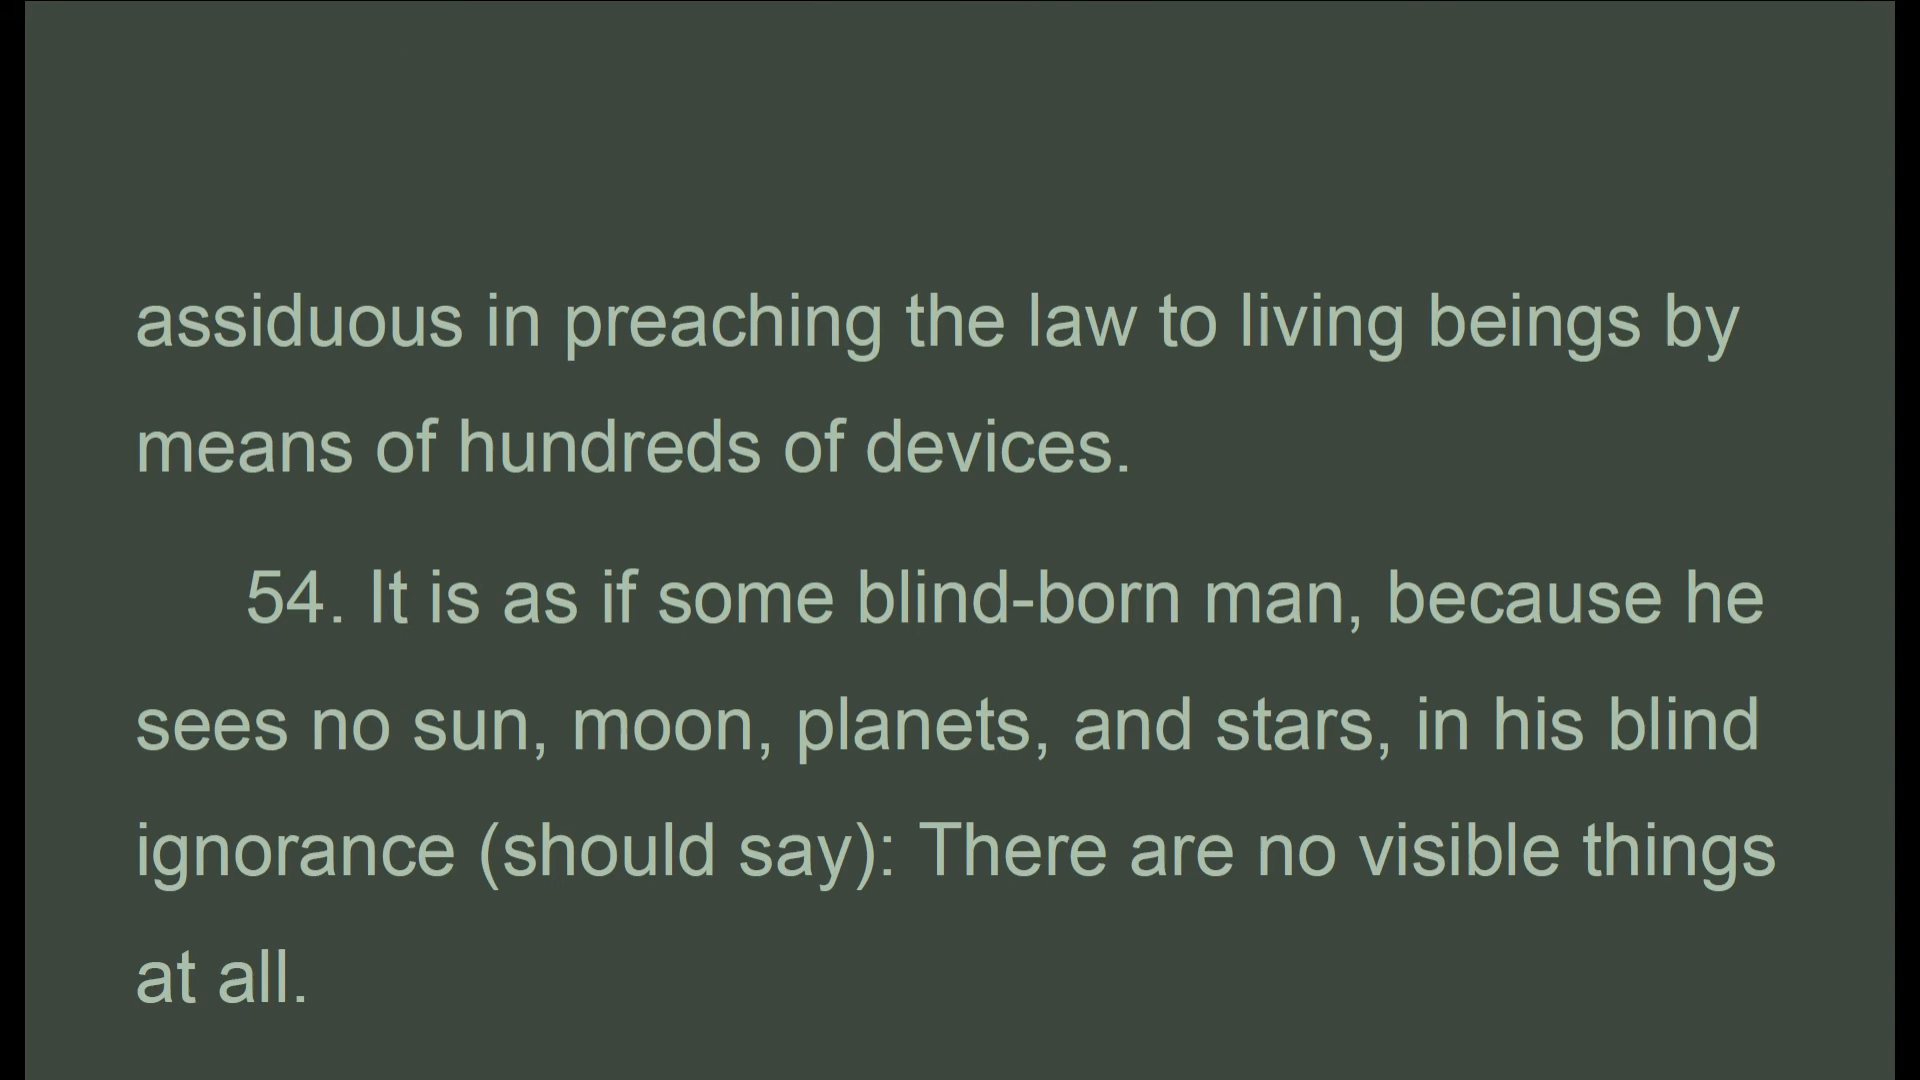 assiduous in preaching the law to living beings by
means of hundreds of devices.
54. It is as if some blind-born man, because he
sees no sun, moon, planets, and stars, in his blind
ignorance (should say): There are no visible things
at all.